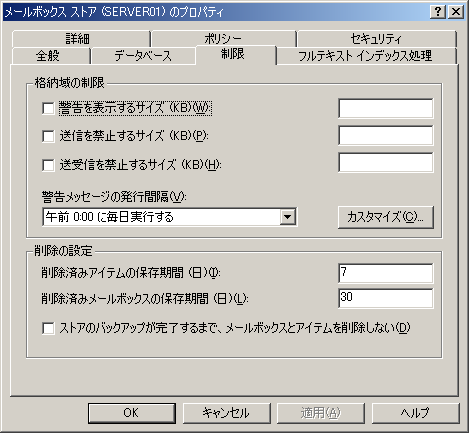 メールボックス ストア (SERVER01) のプロパティ
詳細 ポリシー セキュリティ
全般 データベース 制限 フルテキスト インデックス処理
格納域の制限
警告を表示するサイズ (KB)(W):
送信を禁止するサイズ (KB)(P):
送受信を禁止するサイズ (KB)(H):
警告メッセージの発行間隔(V):
午前 0:00 に毎日実行する カスタマイズ(C)...
削除の設定
削除済みアイテムの保存期間 (日)(I): 7
削除済みメールボックスの保存期間 (日)(L): 30
ストアのバックアップが完了するまで、メールボックスとアイテムを削除しない(D)
OK キャンセル 適用(A) ヘルプ